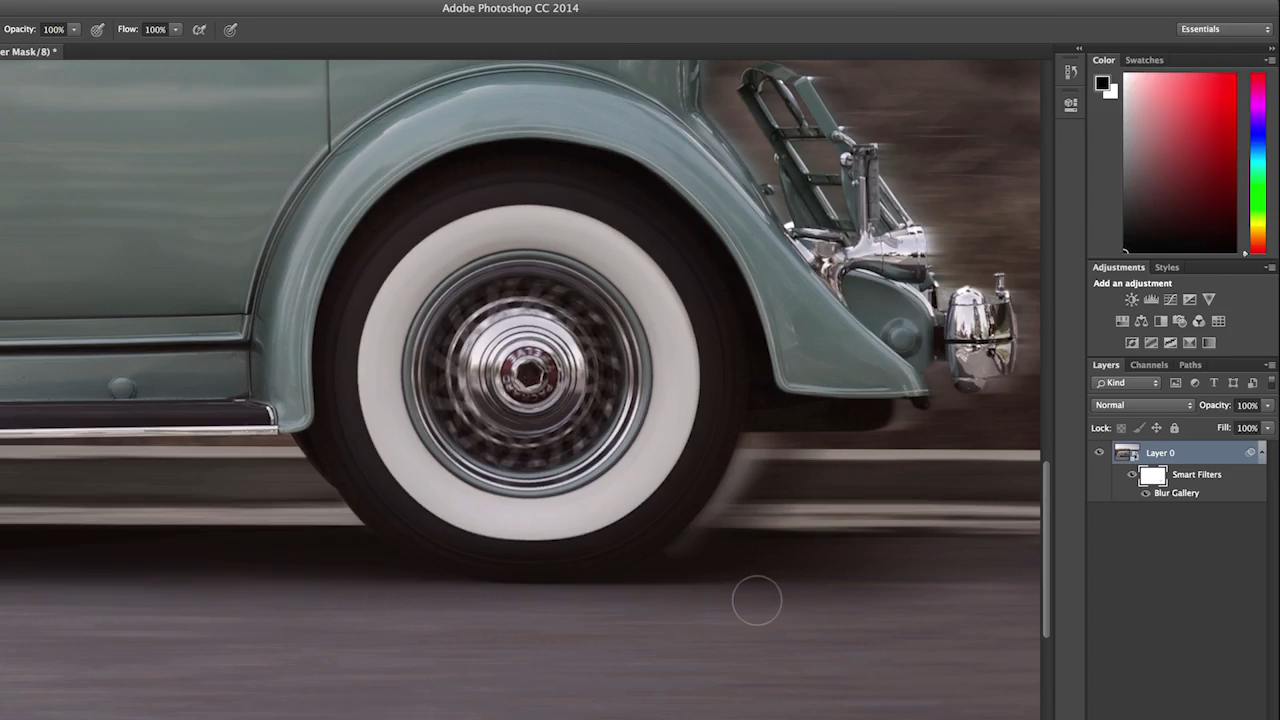 Adobe Photoshop CC 2014
Opacity: 100% Flow: 100% Essentials
er Mask/8) *
Color Swatches
Adjustments Styles
Add an adjustment
Layers Channels Paths
Kind
Normal Opacity: 100%
Lock: Fill: 100%
Layer 0
Smart Filters
Blur Gallery